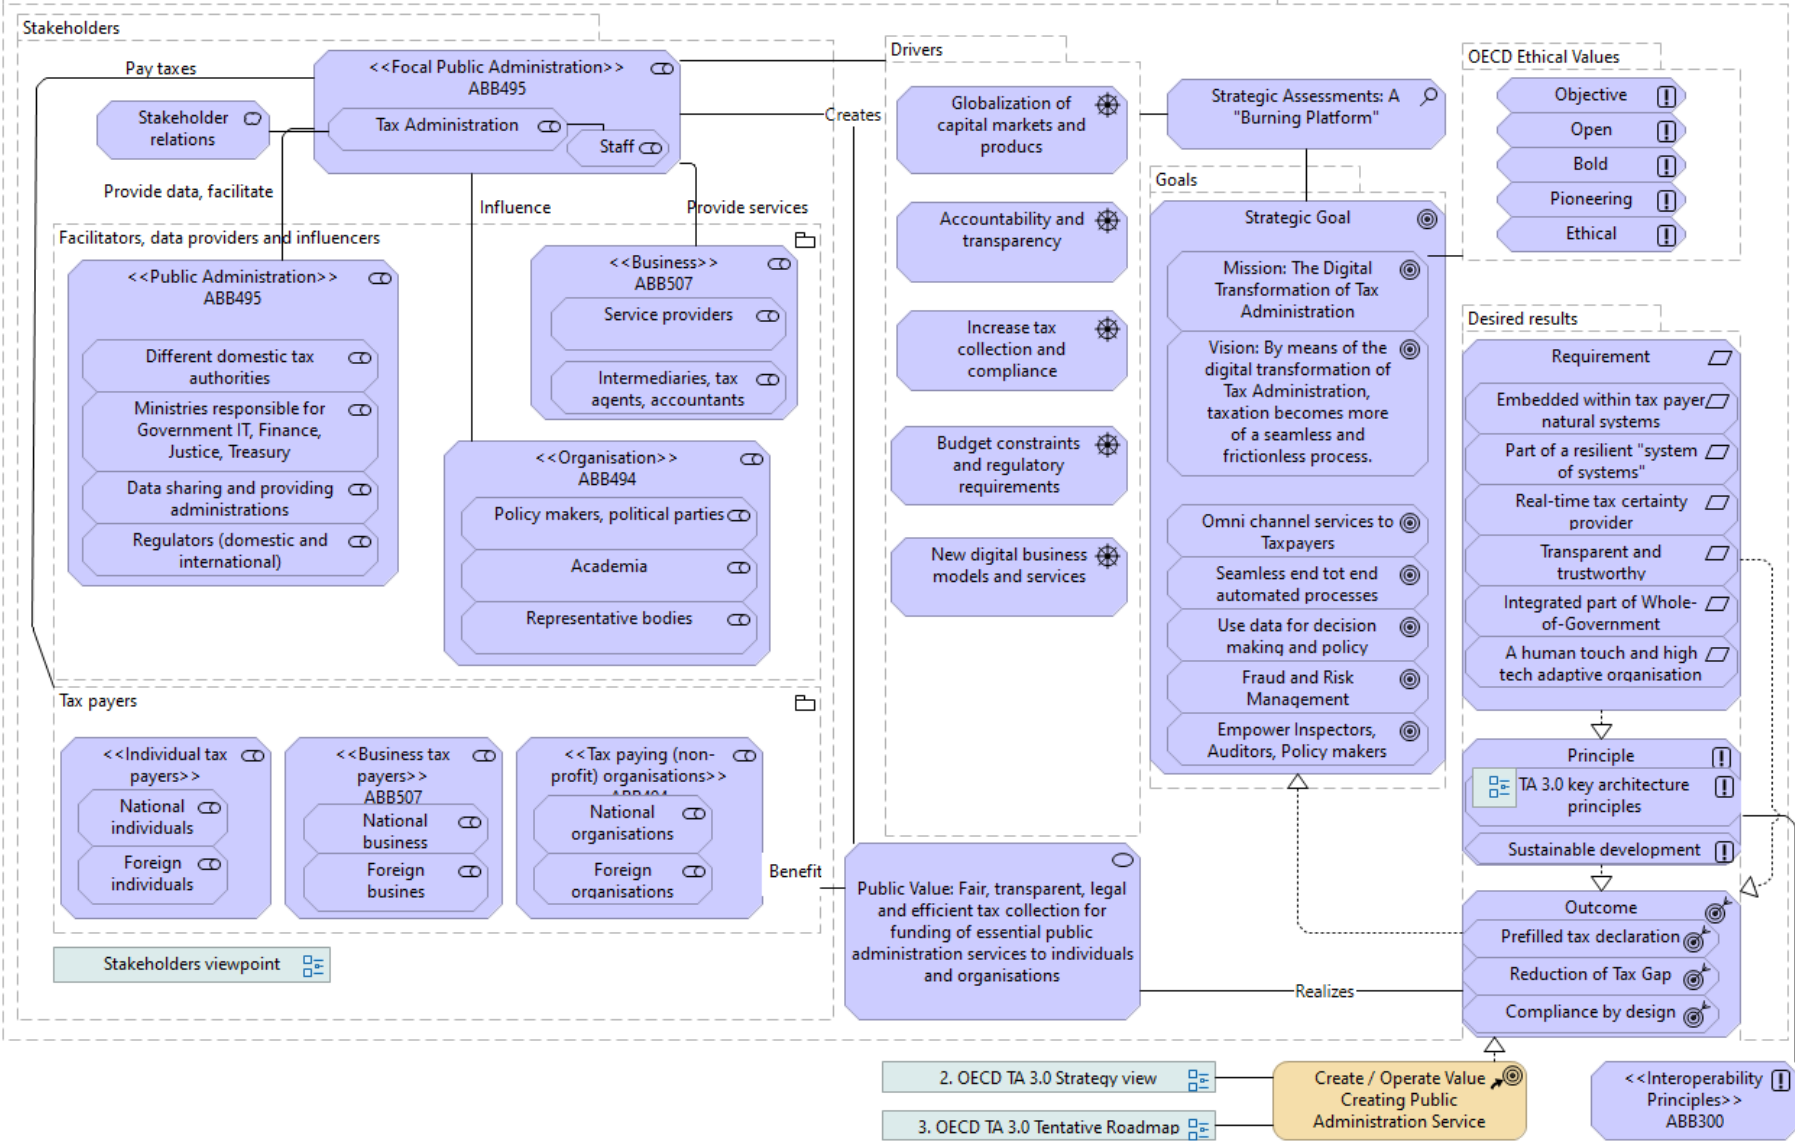 Stakeholders
Pay taxes
<<Focal Public Administration>>
ABB495
Tax Administration
Staff
Stakeholder
relations
Provide data, facilitate
Influence
Provide services
Creates
Facilitators, data providers and influencers
<<Public Administration>>
ABB495
Different domestic tax
authorities
Ministries responsible for
Government IT, Finance,
Justice, Treasury
Data sharing and providing
administrations
Regulators (domestic and
international)
<<Business>>
ABB507
Service providers
Intermediaries, tax
agents, accountants
<<Organisation>>
ABB494
Policy makers, political parties
Academia
Representative bodies
Tax payers
<<Individual tax
payers>>
National
individuals
Foreign
individuals
<<Business tax
payers>>
ABB507
National
business
Foreign
busines
<<Tax paying (non-
profit) organisations>>
National
organisations
Foreign
organisations
Benefit
Stakeholders viewpoint
Drivers
Globalization of
capital markets and
producs
Accountability and
transparency
Increase tax
collection and
compliance
Budget constraints
and regulatory
requirements
New digital business
models and services
Public Value: Fair, transparent, legal
and efficient tax collection for
funding of essential public
administration services to individuals
and organisations
Strategic Assessments: A
"Burning Platform"
Goals
Strategic Goal
Mission: The Digital
Transformation of Tax
Administration
Vision: By means of the
digital transformation of
Tax Administration,
taxation becomes more
of a seamless and
frictionless process.
Omni channel services to
Taxpayers
Seamless end tot end
automated processes
Use data for decision
making and policy
Fraud and Risk
Management
Empower Inspectors,
Auditors, Policy makers
OECD Ethical Values
Objective
Open
Bold
Pioneering
Ethical
Desired results
Requirement
Embedded within tax payer
natural systems
Part of a resilient "system
of systems"
Real-time tax certainty
provider
Transparent and
trustworthy
Integrated part of Whole-
of-Government
A human touch and high
tech adaptive organisation
Principle
TA 3.0 key architecture
principles
Sustainable development
Outcome
Prefilled tax declaration
Reduction of Tax Gap
Compliance by design
Realizes
2. OECD TA 3.0 Strategy view
3. OECD TA 3.0 Tentative Roadmap
Create / Operate Value
Creating Public
Administration Service
<<Interoperability
Principles>>
ABB300